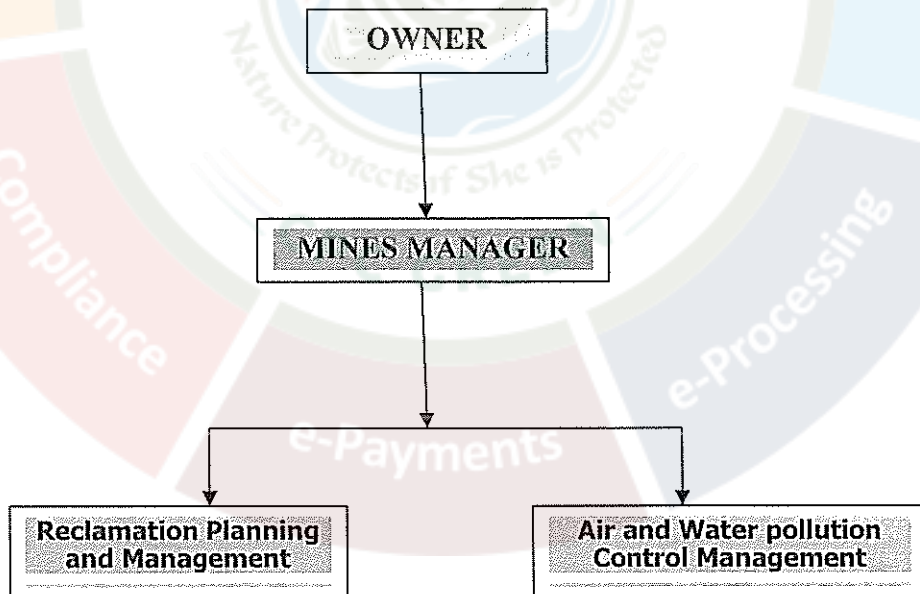 OWNER
Nature Protects if She is Protected
MINES MANAGER
Compliance
e-Payments
e-Processing
Reclamation Planning
and Management
Air and Water pollution
Control Management